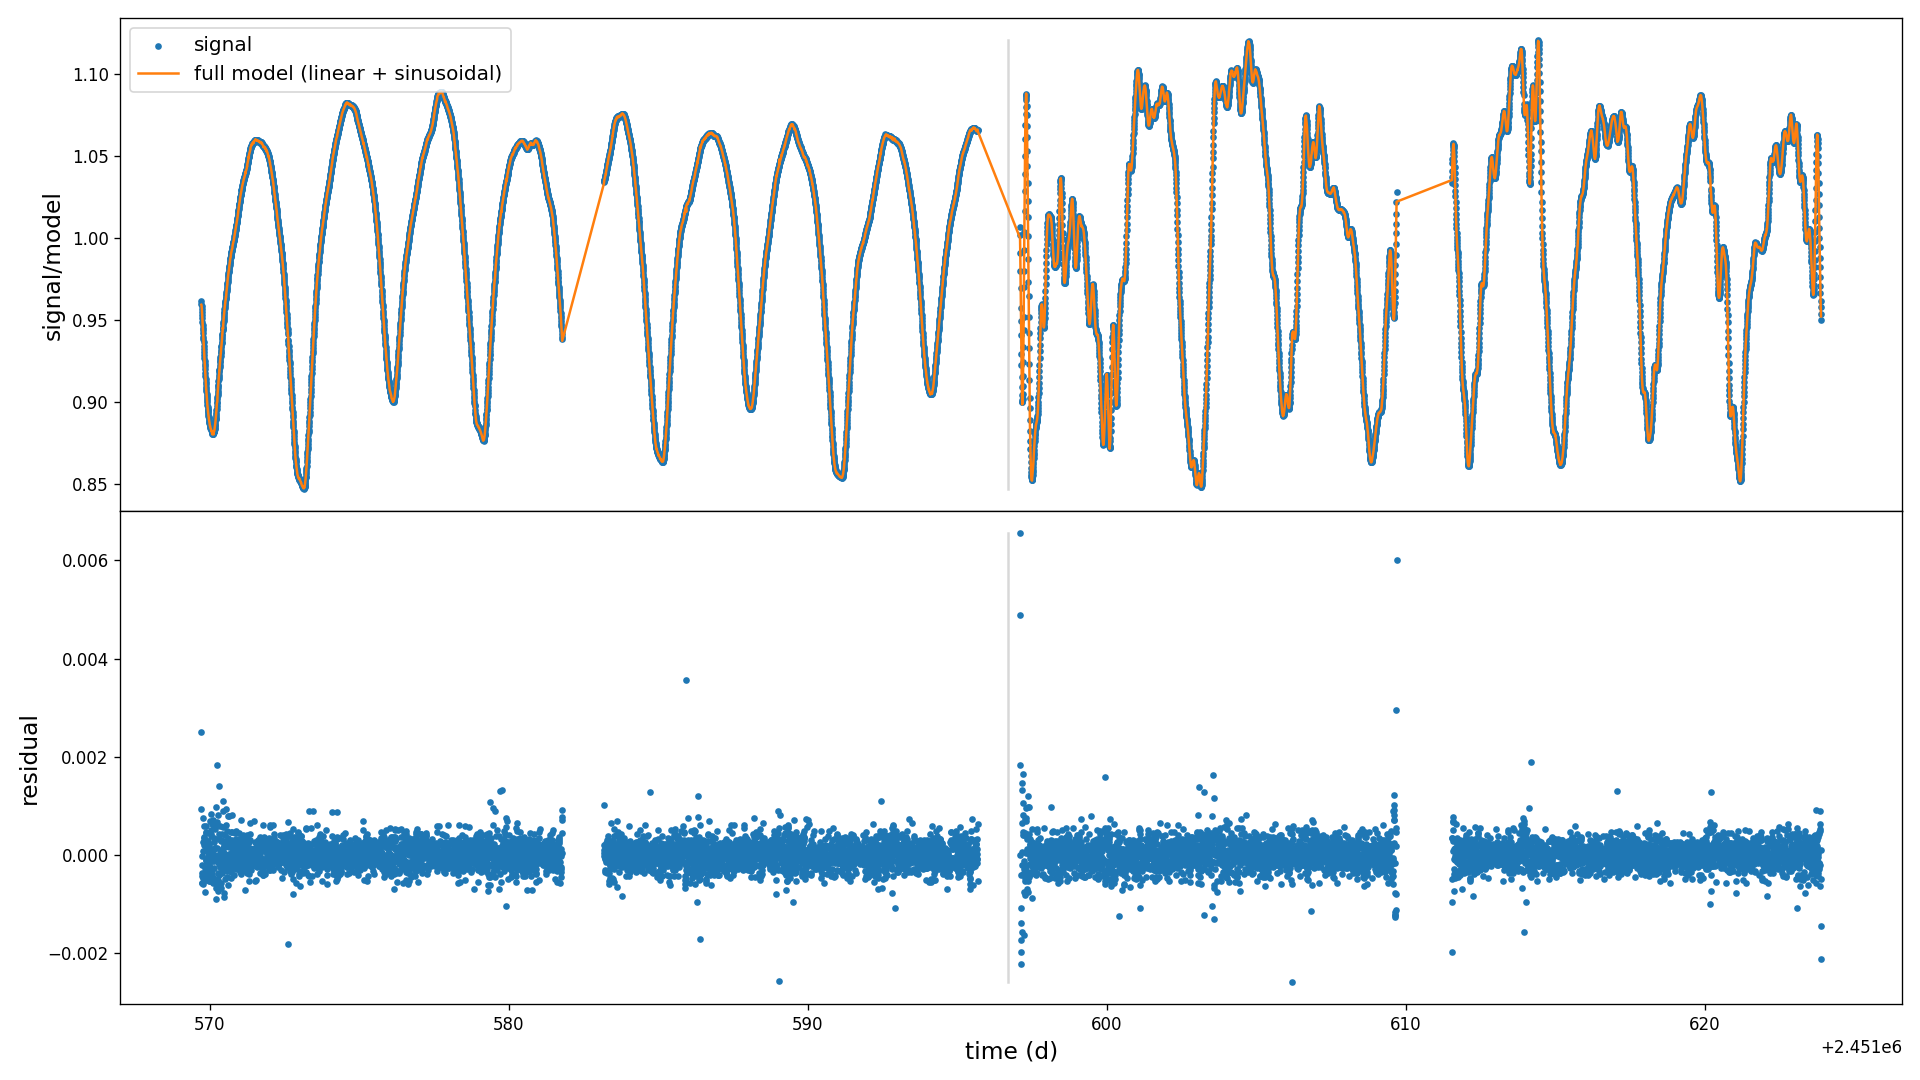 signal
full model (linear + sinusoidal)
signal/model
1.10
1.05
1.00
0.95
0.90
0.85
residual
0.006
0.004
0.002
0.000
−0.002
570
580
590
600
610
620
time (d)
+2.451e6